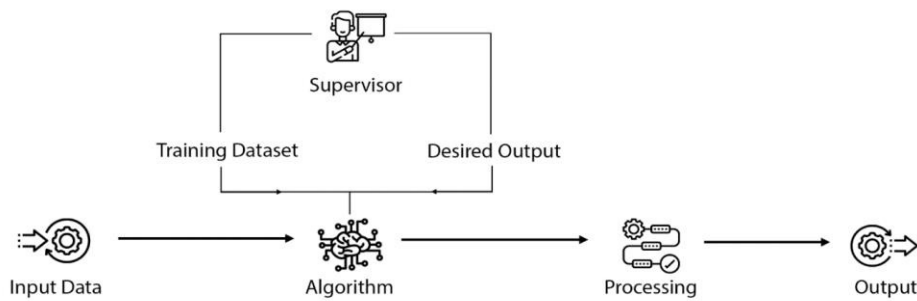 Supervisor
Training Dataset
Desired Output
Input Data
Algorithm
Processing
Output